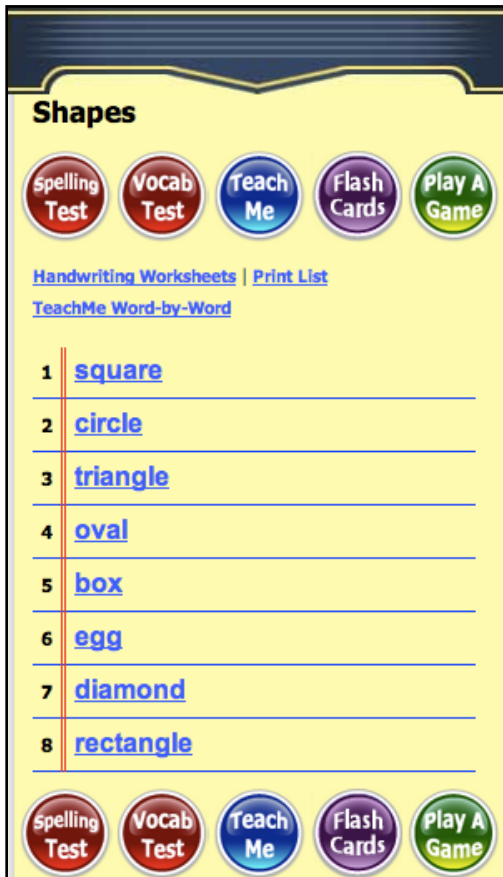 Shapes
Spelling Test Vocab Test Teach Me Flash Cards Play A Game
Handwriting Worksheets | Print List
TeachMe Word-by-Word
1 square
2 circle
3 triangle
4 oval
5 box
6 egg
7 diamond
8 rectangle
Spelling Test Vocab Test Teach Me Flash Cards Play A Game